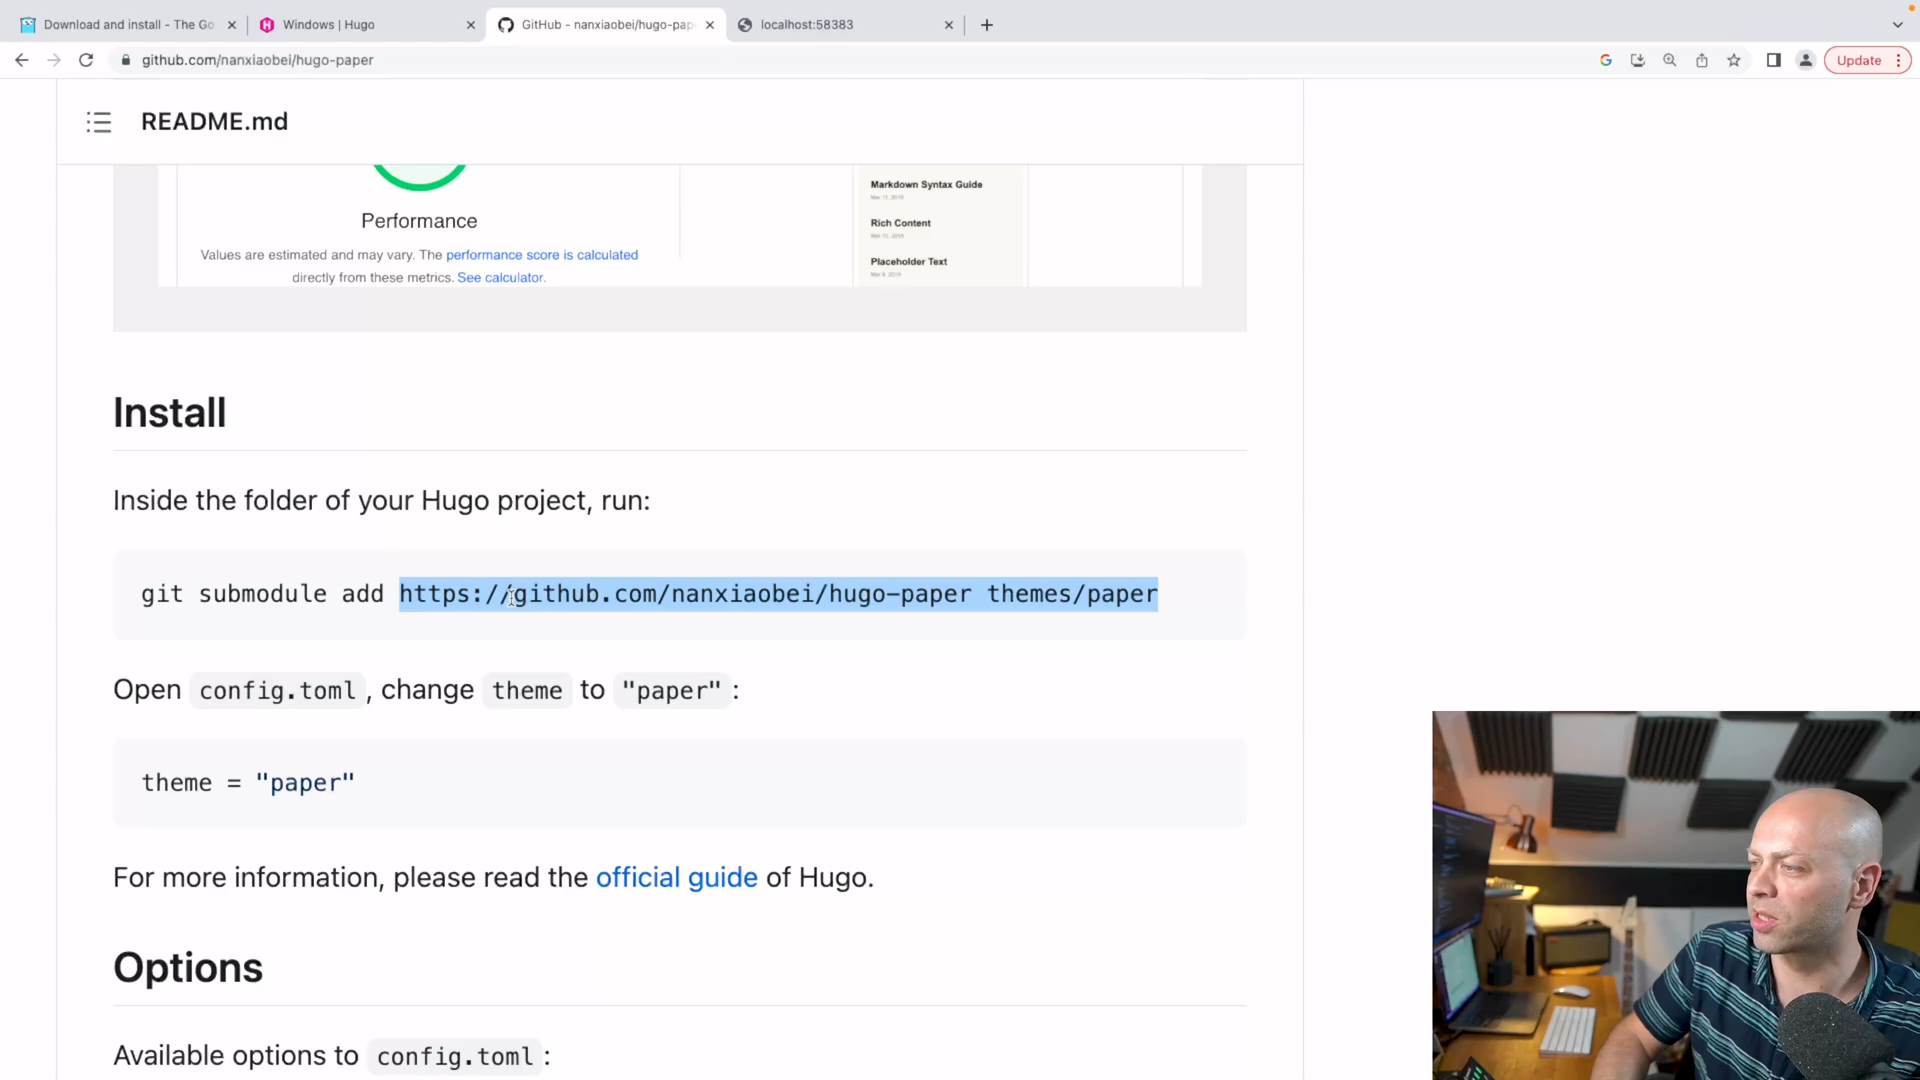 Download and install - The Go
Windows | Hugo
GitHub - nanxiaobei/hugo-pap
localhost:58383
github.com/nanxiaobei/hugo-paper
Update
README.md
Performance
Values are estimated and may vary. The performance score is calculated
directly from these metrics. See calculator.
Markdown Syntax Guide
Rich Content
Placeholder Text
Install
Inside the folder of your Hugo project, run:
git submodule add https://github.com/nanxiaobei/hugo-paper themes/paper
Open config.toml, change theme to "paper":
theme = "paper"
For more information, please read the official guide of Hugo.
Options
Available options to config.toml: